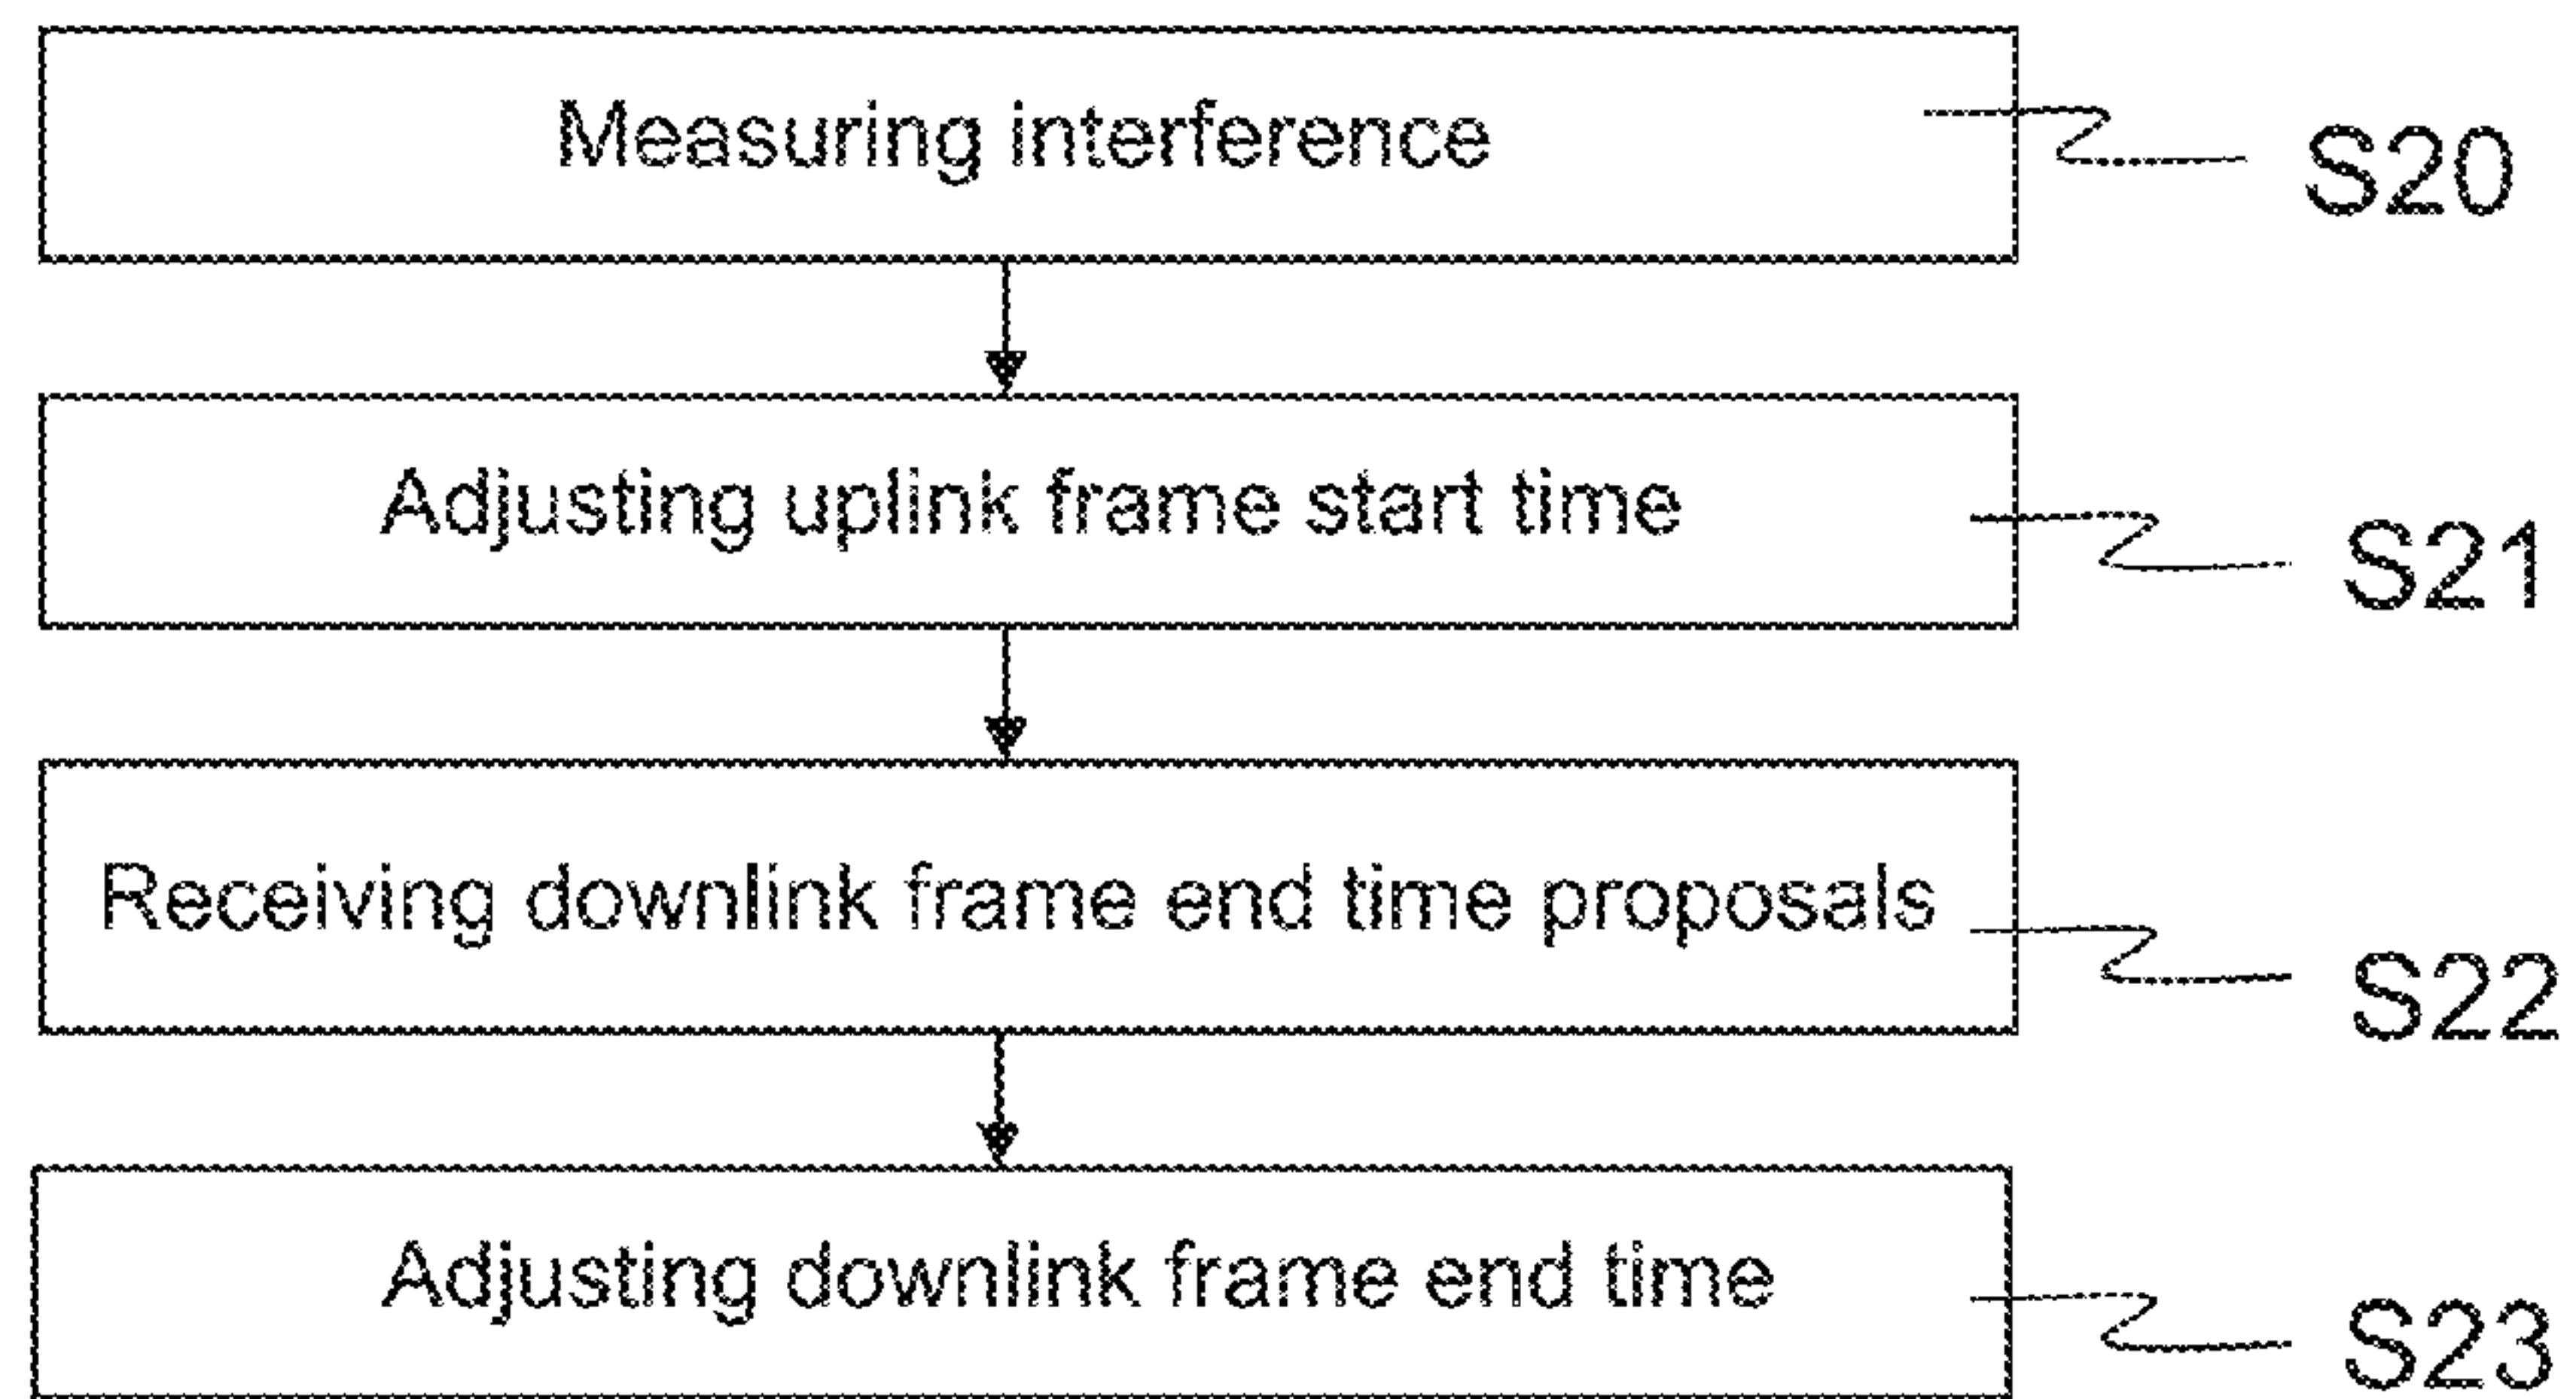 Measuring interference
S20
Adjusting uplink frame start time
S21
Receiving downlink frame end time proposals
S22
Adjusting downlink frame end time
S23